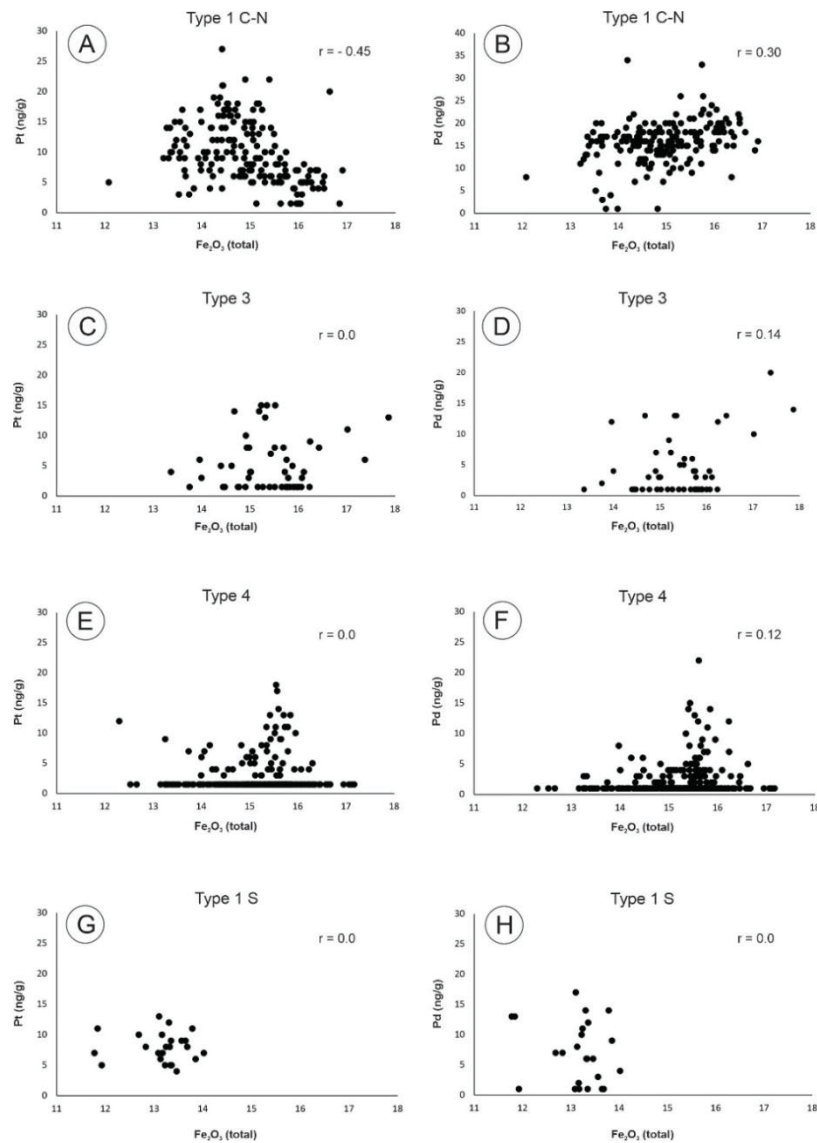 Type 1 C-N
A
r = - 0.45
Pt (ng/g)
30
25
20
15
10
5
0
11 12 13 14 15 16 17 18
Fe₂O₃ (total)
Type 1 C-N
B
r = 0.30
Pd (ng/g)
40
35
30
25
20
15
10
5
0
11 12 13 14 15 16 17 18
Fe₂O₃ (total)
Type 3
C
r = 0.0
Pt (ng/g)
30
25
20
15
10
5
0
11 12 13 14 15 16 17 18
Fe₂O₃ (total)
Type 3
D
r = 0.14
Pd (ng/g)
30
25
20
15
10
5
0
11 12 13 14 15 16 17 18
Fe₂O₃ (total)
Type 4
E
r = 0.0
Pt (ng/g)
30
25
20
15
10
5
0
11 12 13 14 15 16 17 18
Fe₂O₃ (total)
Type 4
F
r = 0.12
Pd (ng/g)
30
25
20
15
10
5
0
11 12 13 14 15 16 17 18
Fe₂O₃ (total)
Type 1 S
G
r = 0.0
Pt (ng/g)
30
25
20
15
10
5
0
11 12 13 14 15 16 17 18
Fe₂O₃ (total)
Type 1 S
H
r = 0.0
Pd (ng/g)
30
25
20
15
10
5
0
11 12 13 14 15 16 17 18
Fe₂O₃ (total)